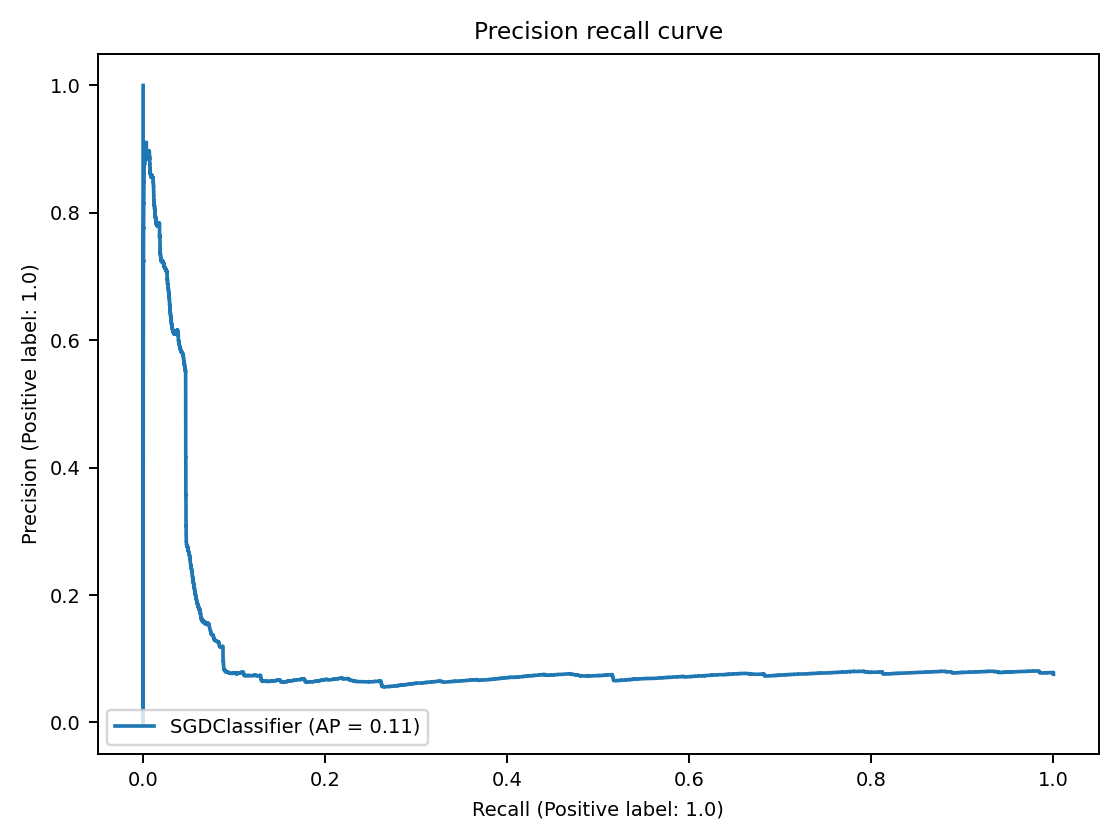 Precision recall curve
1.0
0.8
0.6
0.4
0.2
0.0
Precision (Positive label: 1.0)
SGDClassifier (AP = 0.11)
0.0 0.2 0.4 0.6 0.8 1.0
Recall (Positive label: 1.0)